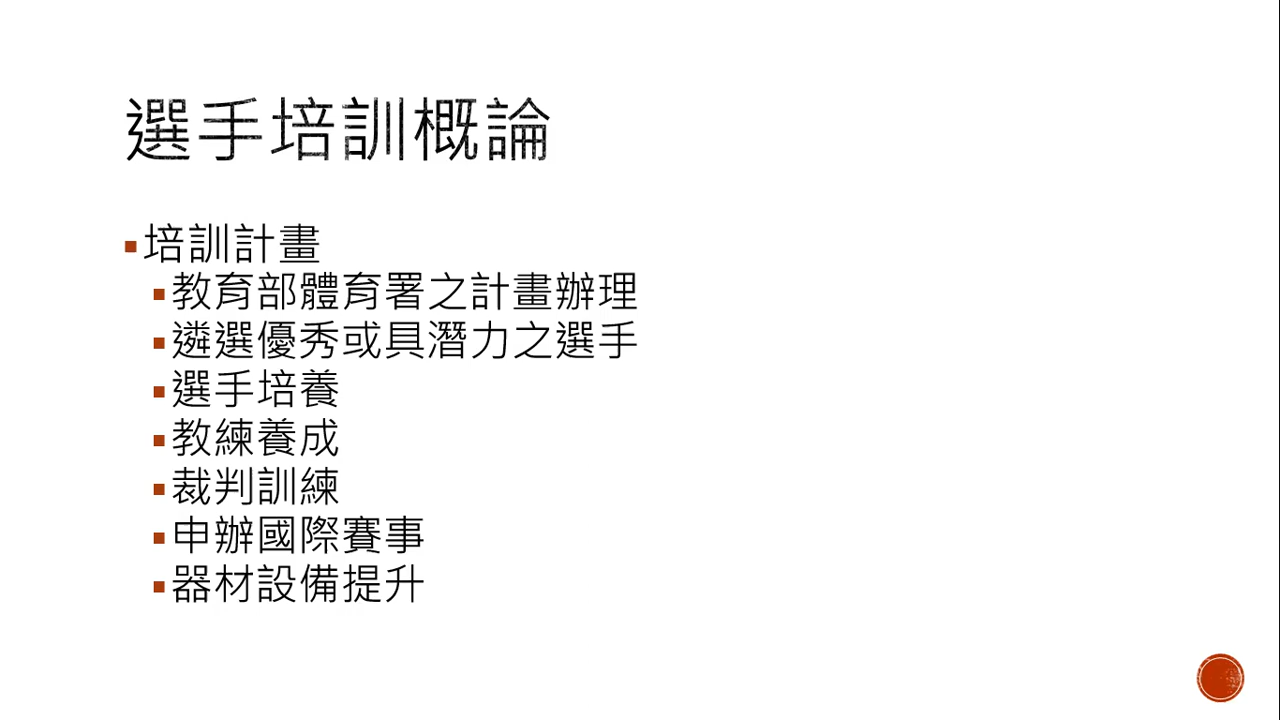 選手培訓概論
培訓計畫
教育部體育署之計畫辦理
遴選優秀或具潛力之選手
選手培養
教練養成
裁判訓練
申辦國際賽事
器材設備提升